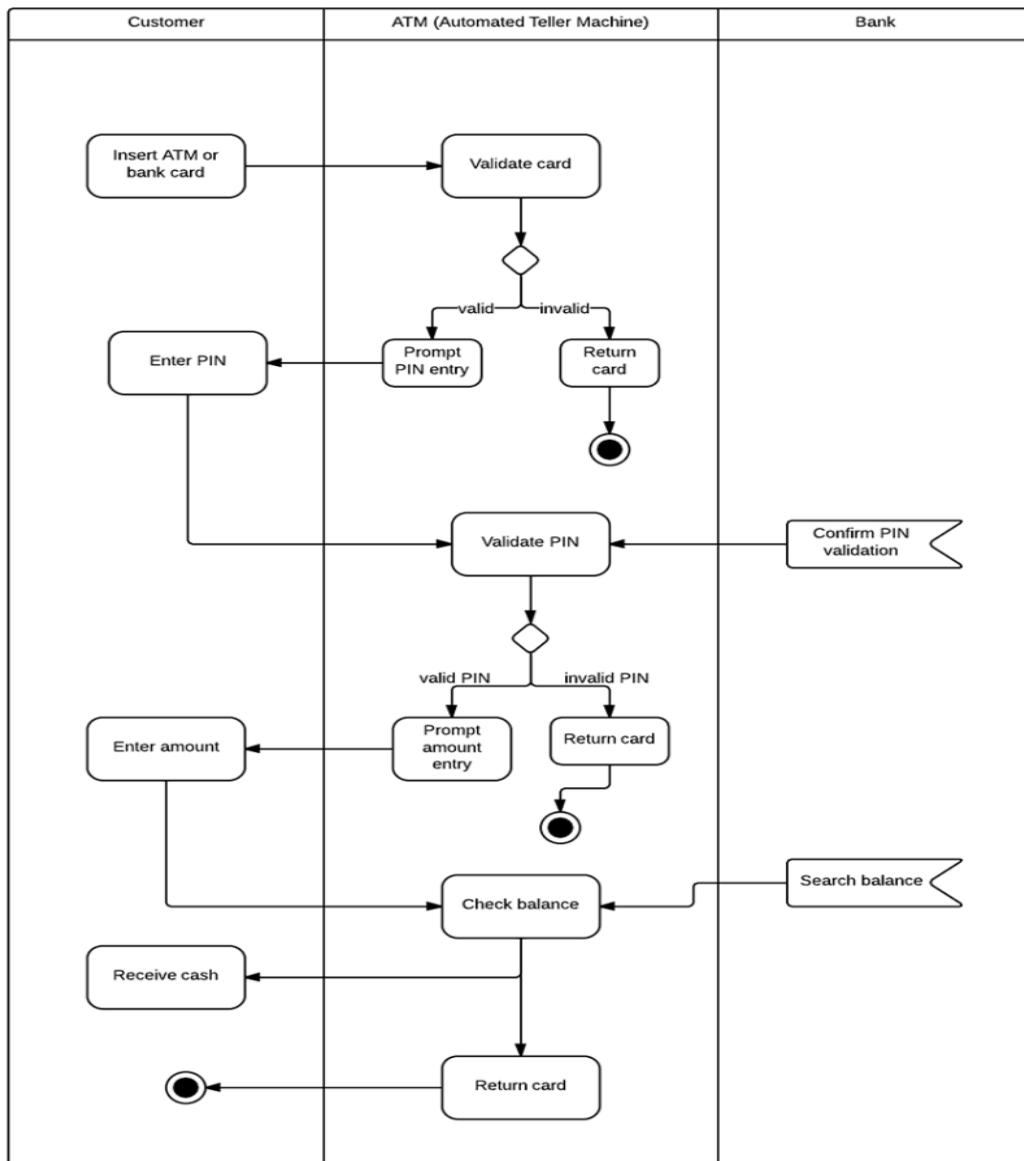 Customer
ATM (Automated Teller Machine)
Bank
Insert ATM or
bank card
Validate card
valid
invalid
Enter PIN
Prompt
PIN entry
Return
card
Validate PIN
Confirm PIN
validation
valid PIN
invalid PIN
Enter amount
Prompt
amount
entry
Return card
Check balance
Search balance
Receive cash
Return card